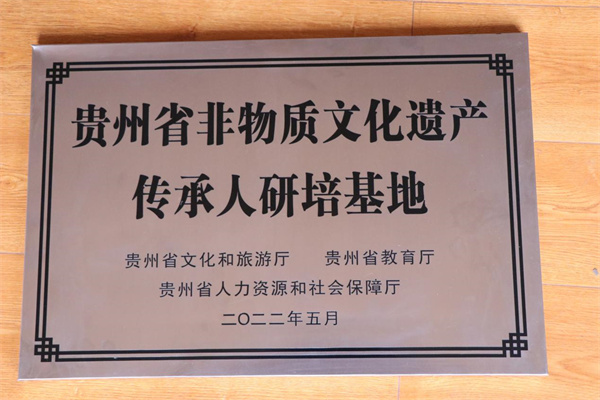 贵州省非物质文化遗产
传承人研培基地
贵州省文化和旅游厅 贵州省教育厅
贵州省人力资源和社会保障厅
二〇二二年五月